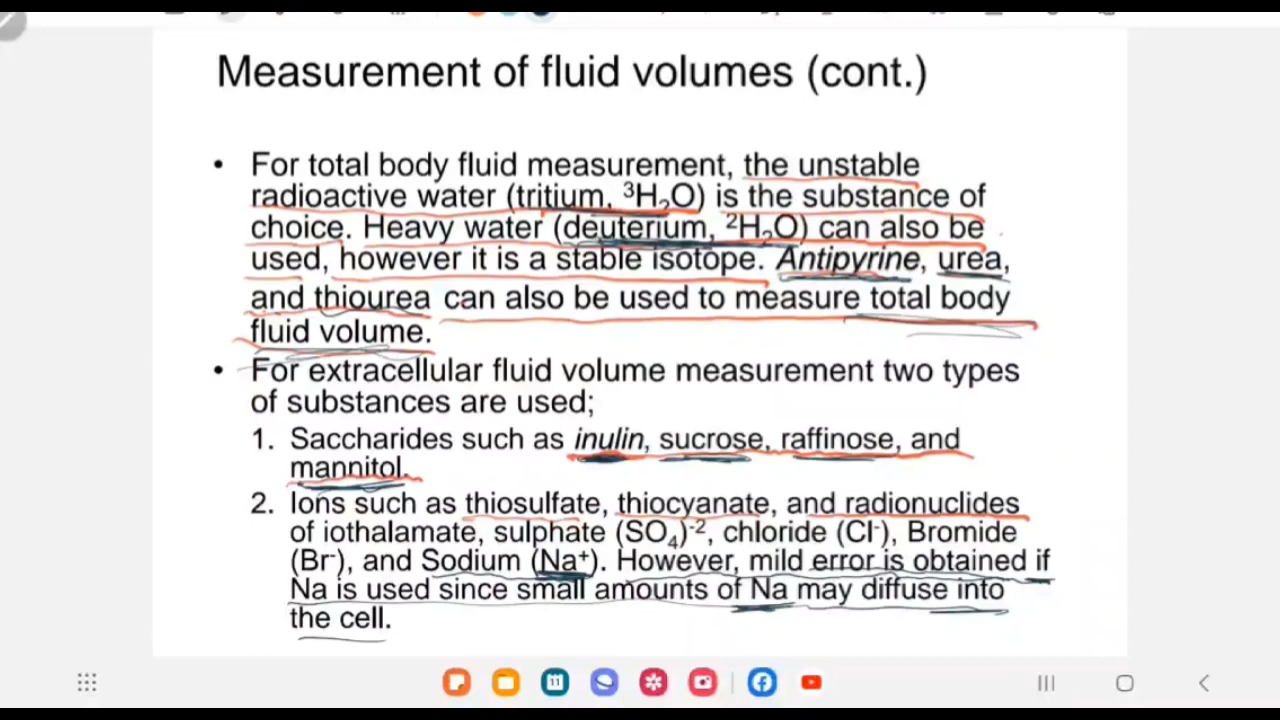 Measurement of fluid volumes (cont.)
• For total body fluid measurement, the unstable
radioactive water (tritium, ³H₂O) is the substance of
choice. Heavy water (deuterium, ²H₂O) can also be
used, however it is a stable isotope. Antipyrine, urea,
and thiourea can also be used to measure total body
fluid volume.
• For extracellular fluid volume measurement two types
of substances are used;
1. Saccharides such as inulin, sucrose, raffinose, and
mannitol.
2. Ions such as thiosulfate, thiocyanate, and radionuclides
of iothalamate, sulphate (SO₄)⁻², chloride (Cl⁻), Bromide
(Br⁻), and Sodium (Na⁺). However, mild error is obtained if
Na is used since small amounts of Na may diffuse into
the cell.
11